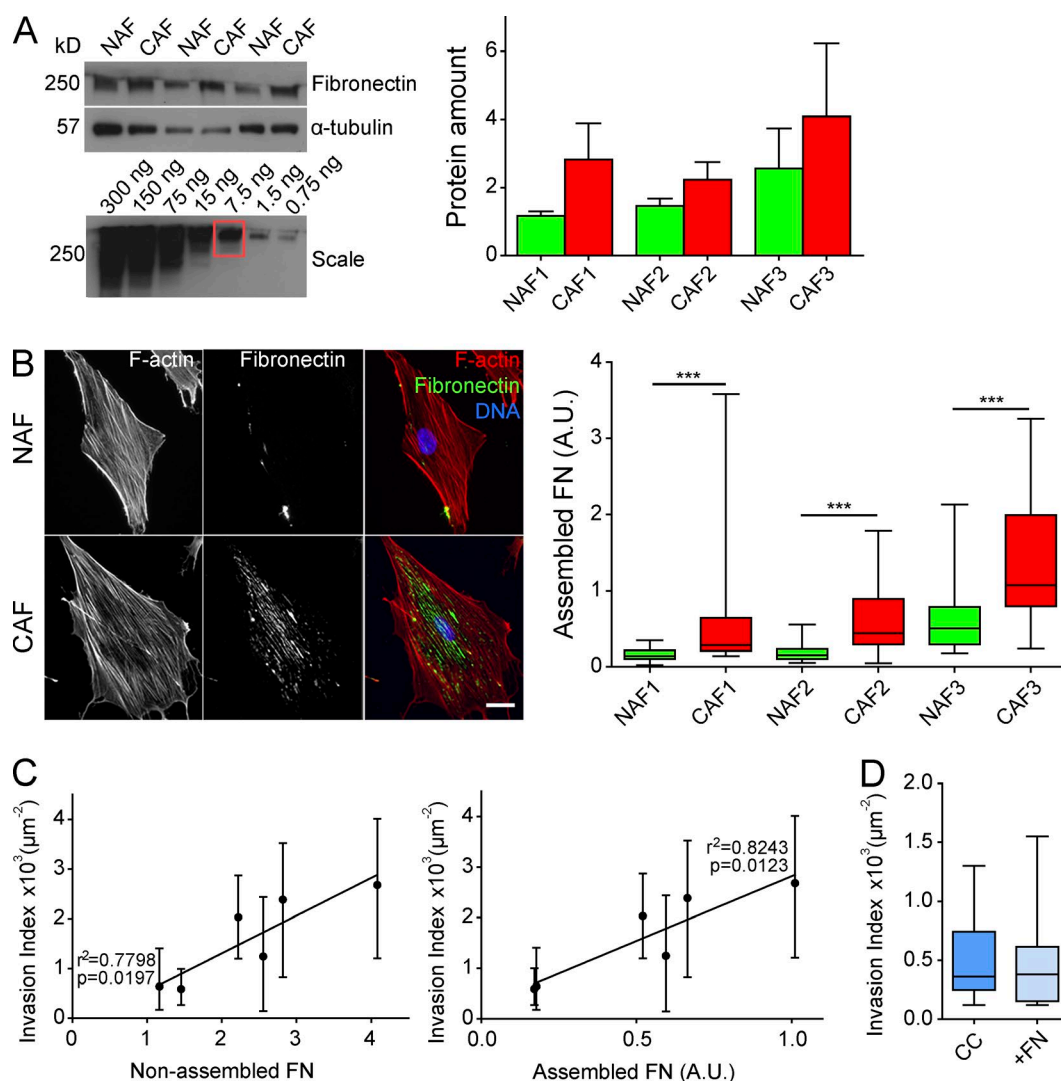 A
kD
NAF
CAF
NAF
CAF
NAF
CAF
250
Fibronectin
57
α-tubulin
300 ng
150 ng
75 ng
15 ng
7.5 ng
1.5 ng
0.75 ng
250
Scale
Protein amount
6
4
2
0
NAF1
CAF1
NAF2
CAF2
NAF3
CAF3
B
F-actin
Fibronectin
F-actin
Fibronectin
DNA
NAF
CAF
Assembled FN (A.U.)
4
3
2
1
0
***
***
***
NAF1
CAF1
NAF2
CAF2
NAF3
CAF3
C
Invasion Index x10³(µm⁻²)
4
3
2
1
0
r²=0.7798
p=0.0197
0
1
2
3
4
Non-assembled FN
Invasion Index x10³(µm⁻²)
4
3
2
1
0
r²=0.8243
p=0.0123
0.0
0.5
1.0
Assembled FN (A.U.)
D
Invasion Index x10³(µm⁻²)
2.0
1.5
1.0
0.5
0.0
CC
+FN